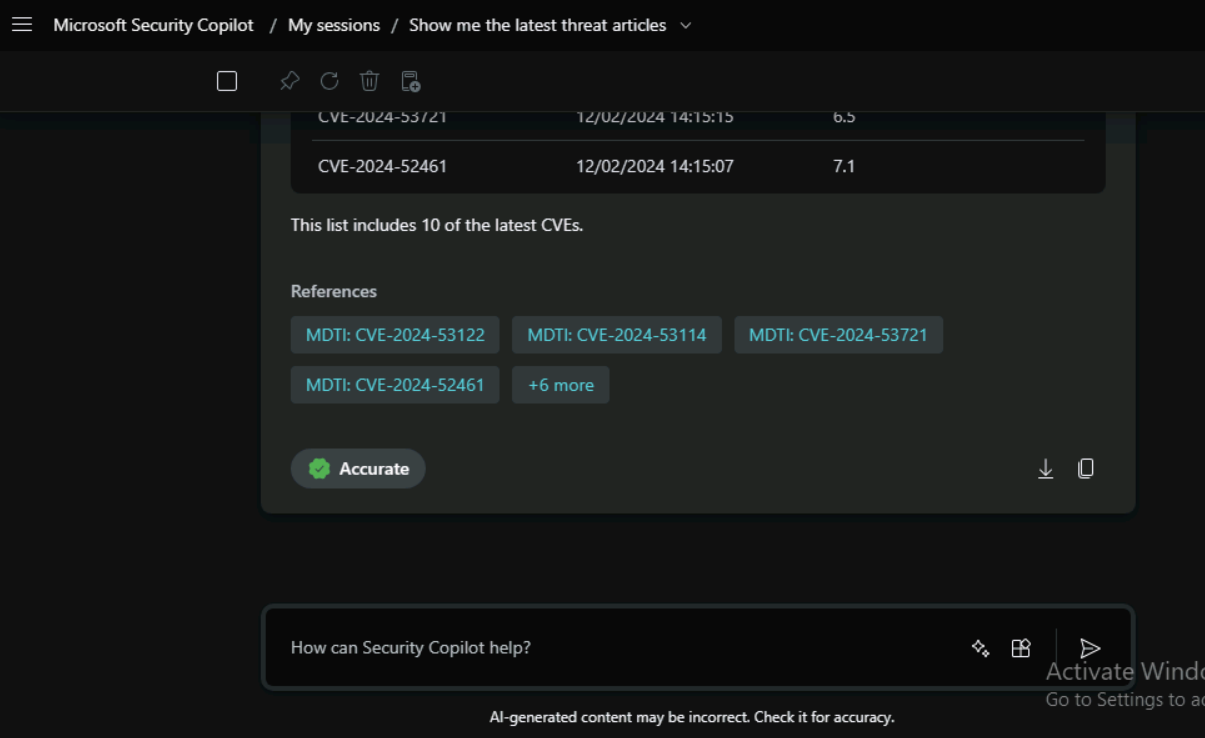 Microsoft Security Copilot / My sessions / Show me the latest threat articles
CVE-2024-53721 12/02/2024 14:15:15 6.5
CVE-2024-52461 12/02/2024 14:15:07 7.1
This list includes 10 of the latest CVEs.
References
MDTI: CVE-2024-53122 MDTI: CVE-2024-53114 MDTI: CVE-2024-53721
MDTI: CVE-2024-52461 +6 more
Accurate
How can Security Copilot help?
Activate Windo
Go to Settings to ac
AI-generated content may be incorrect. Check it for accuracy.